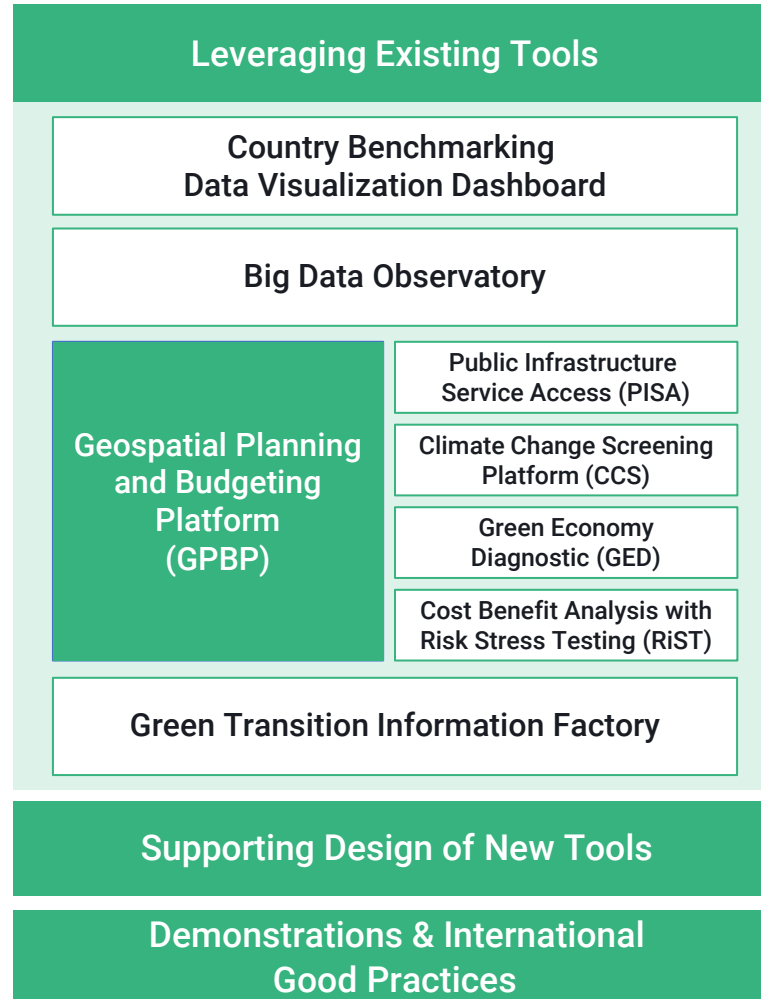 Leveraging Existing Tools
Country Benchmarking
Data Visualization Dashboard
Big Data Observatory
Geospatial Planning
and Budgeting
Platform
(GPBP)
Public Infrastructure
Service Access (PISA)
Climate Change Screening
Platform (CCS)
Green Economy
Diagnostic (GED)
Cost Benefit Analysis with
Risk Stress Testing (RiST)
Green Transition Information Factory
Supporting Design of New Tools
Demonstrations & International
Good Practices